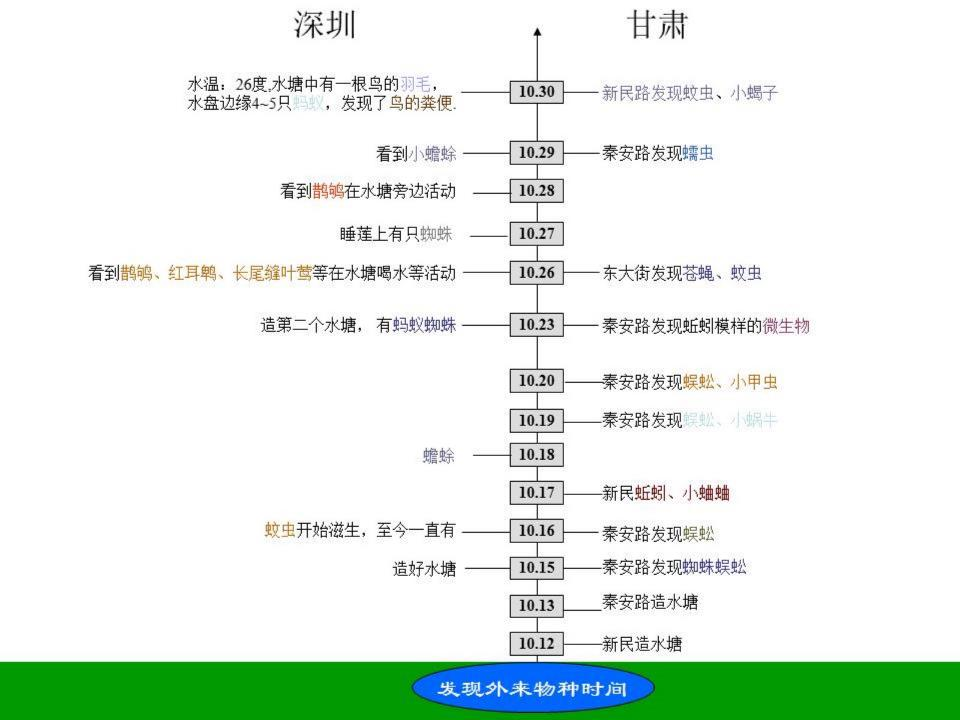 深圳
甘肃
水温：26度,水塘中有一根鸟的羽毛，
水盘边缘4~5只蚂蚁，发现了鸟的粪便.
10.30
新民路发现蚊虫、小蝎子
看到小蟾蜍
10.29
秦安路发现蠕虫
看到鹊鸲在水塘旁边活动
10.28
睡莲上有只蜘蛛
10.27
看到鹊鸲、红耳鹎、长尾缝叶莺等在水塘喝水等活动
10.26
东大街发现苍蝇、蚊虫
造第二个水塘， 有蚂蚁蜘蛛
10.23
秦安路发现蚯蚓模样的微生物
10.20
秦安路发现蜈蚣、小甲虫
10.19
秦安路发现蜈蚣、小蜗牛
蟾蜍
10.18
10.17
新民蚯蚓、小蛐蛐
蚊虫开始滋生，至今一直有
10.16
秦安路发现蜈蚣
造好水塘
10.15
秦安路发现蜘蛛蜈蚣
10.13
秦安路造水塘
10.12
新民造水塘
发现外来物种时间